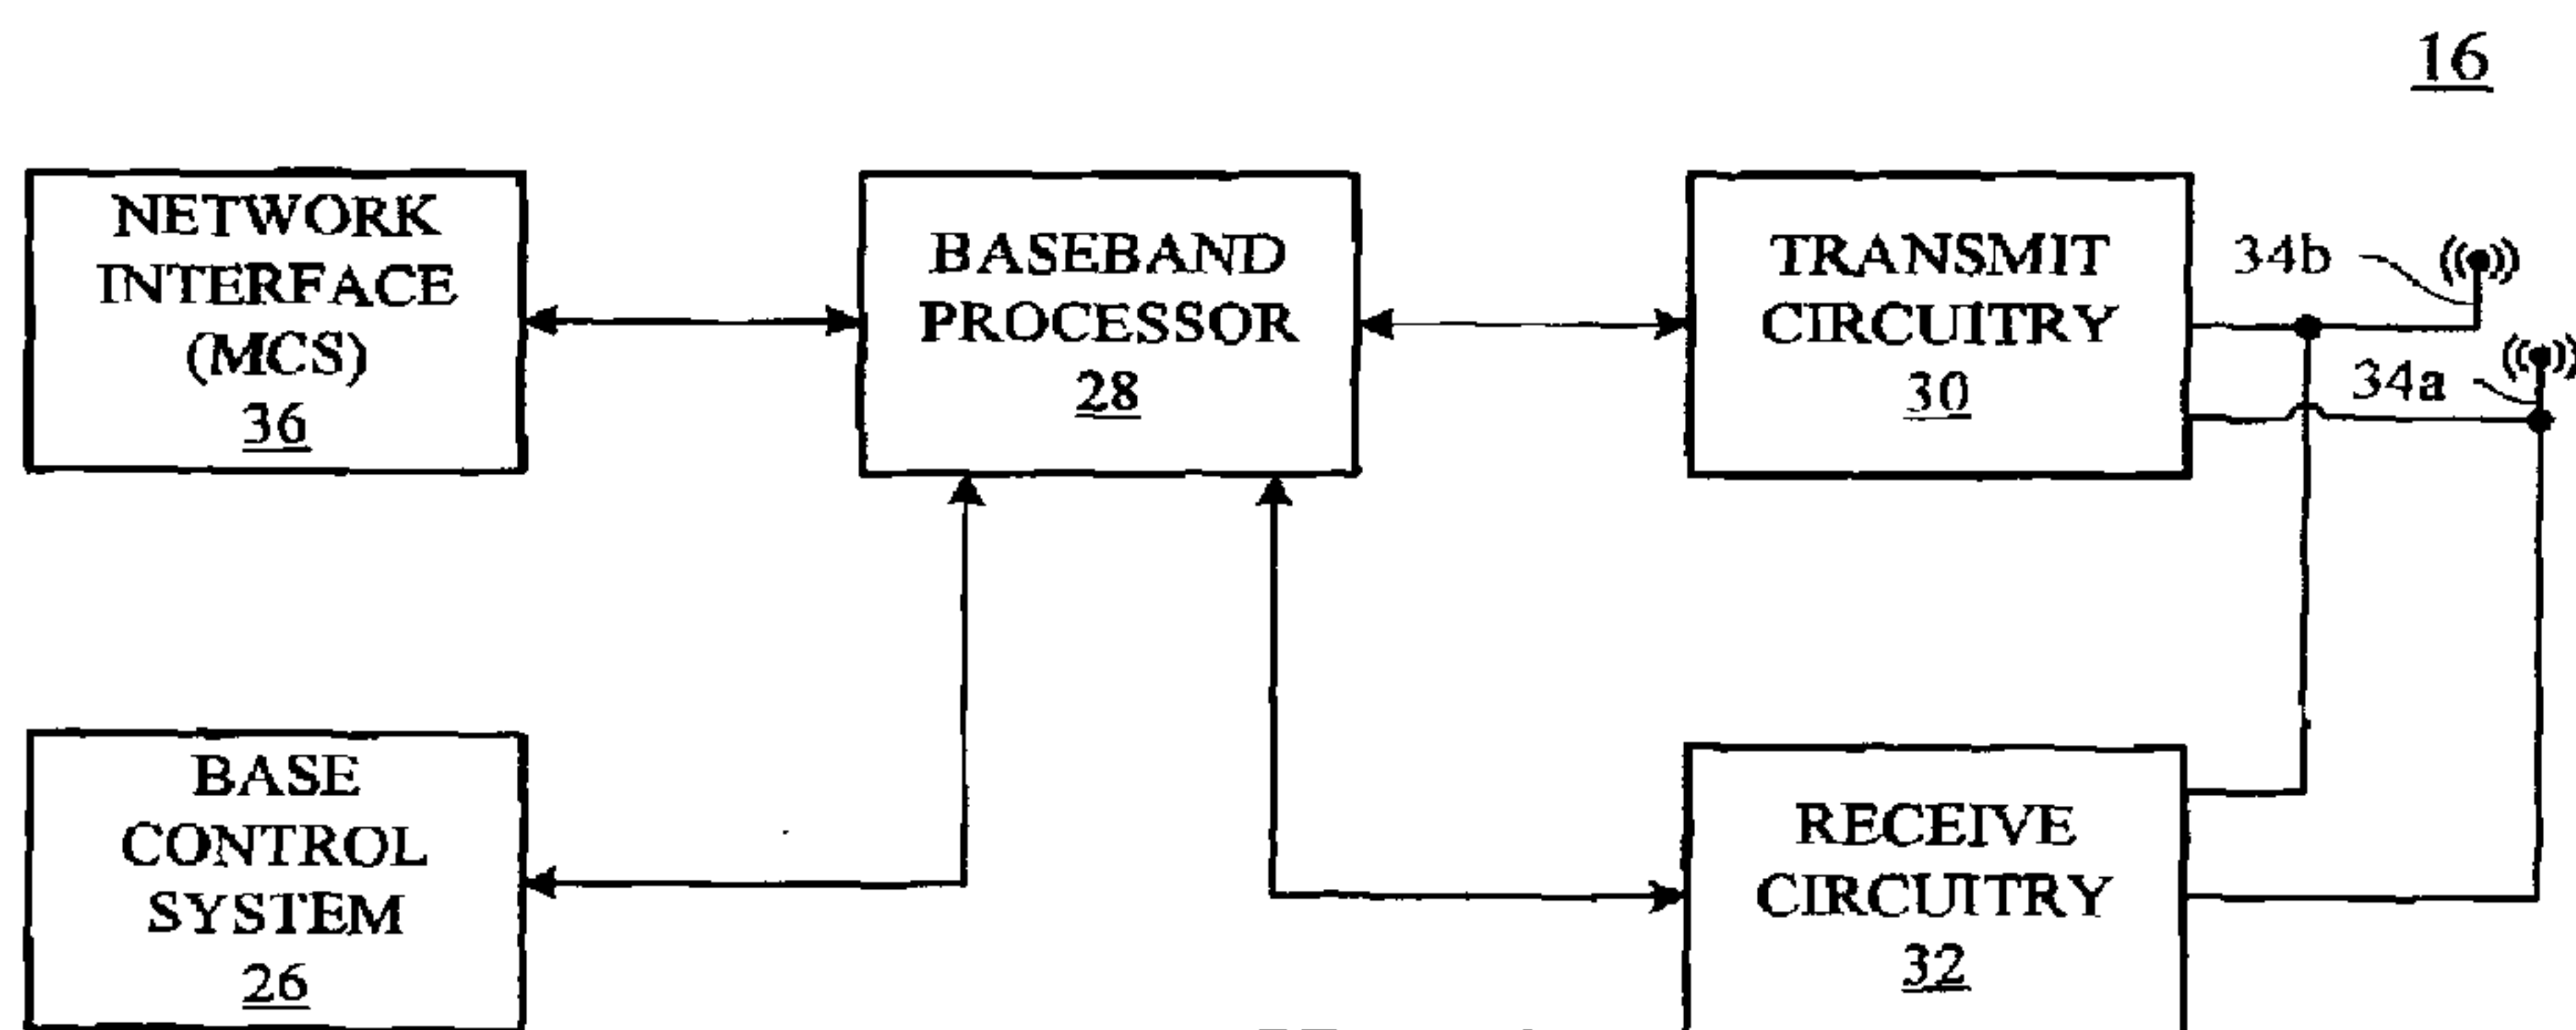 16
NETWORK
INTERFACE
(MCS)
36
BASEBAND
PROCESSOR
28
TRANSMIT
CIRCUITRY
30
34b
34a
BASE
CONTROL
SYSTEM
26
RECEIVE
CIRCUITRY
32